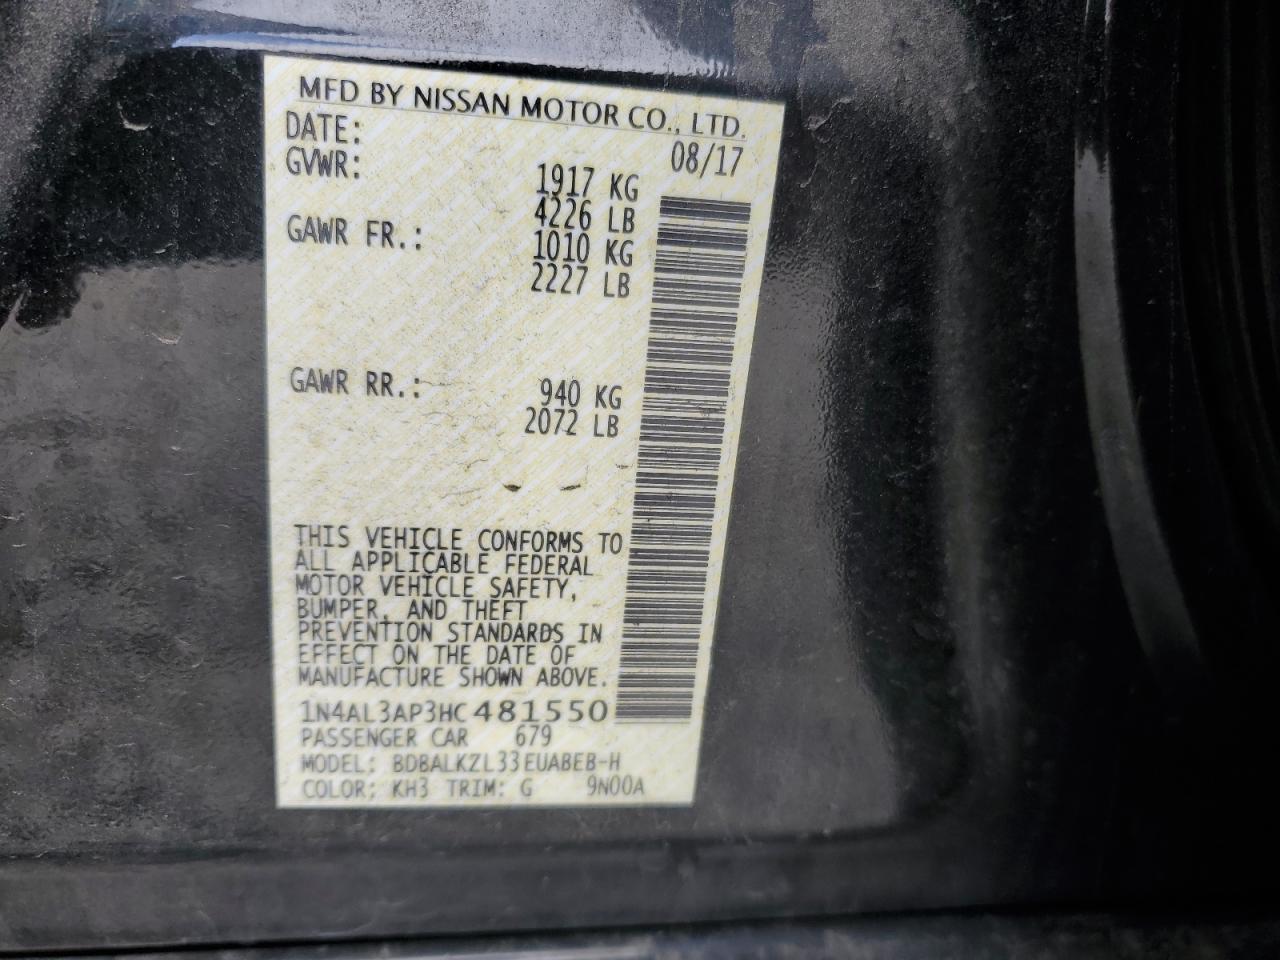 MFD BY NISSAN MOTOR CO., LTD.
DATE: 08/17
GVWR: 1917 KG
4226 LB
GAWR FR.: 1010 KG
2227 LB
GAWR RR.: 940 KG
2072 LB
THIS VEHICLE CONFORMS TO
ALL APPLICABLE FEDERAL
MOTOR VEHICLE SAFETY,
BUMPER, AND THEFT
PREVENTION STANDARDS IN
EFFECT ON THE DATE OF
MANUFACTURE SHOWN ABOVE.
1N4AL3AP3HC481550
PASSENGER CAR 679
MODEL: BDBALKZL33EUABEB-H
COLOR: KH3 TRIM: G 9N00A